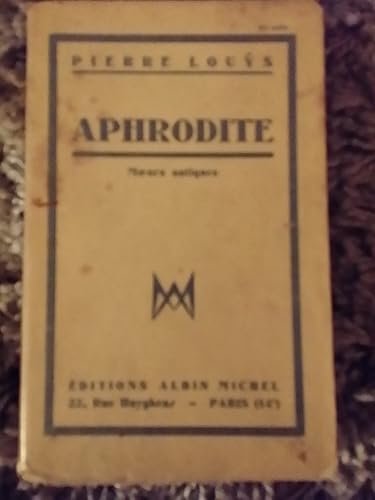 PIERRE LOUŸS
APHRODITE
Mœurs antiques
ÉDITIONS ALBIN MICHEL
22, Rue Huyghens – PARIS (14ᵉ)